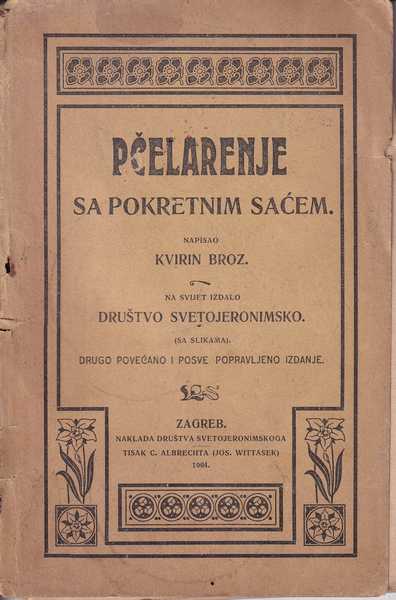 PČELARENJE
SA POKRETNIM SAĆEM.
NAPISAO
KVIRIN BROZ.
NA SVIJET IZDALO
DRUŠTVO SVETOJERONIMSKO.
(SA SLIKAMA).
DRUGO POVEĆANO I POSVE POPRAVLJENO IZDANJE.
ZAGREB.
NAKLADA DRUŠTVA SVETOJERONIMSKOGA
TISAK C. ALBRECHTA (JOS. WITTASEK)
1904.